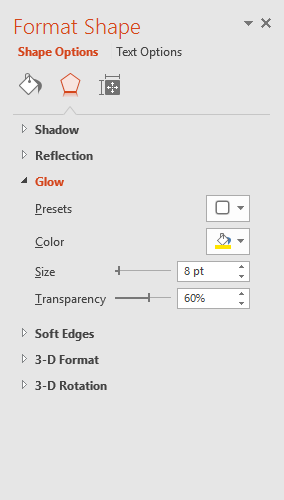 Format Shape
Shape Options Text Options
Shadow
Reflection
Glow
Presets
Color
Size 8 pt
Transparency 60%
Soft Edges
3-D Format
3-D Rotation